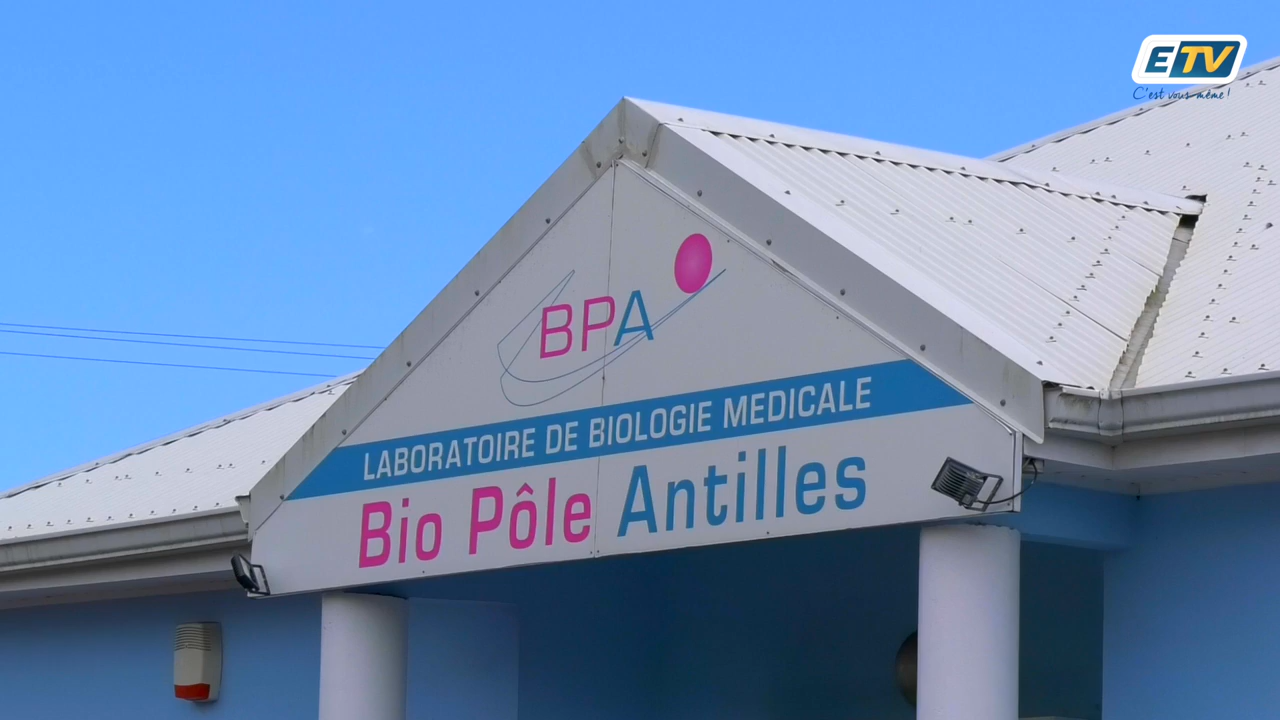 ETV
C'est vous même !
BPA
LABORATOIRE DE BIOLOGIE MEDICALE
Bio Pôle Antilles